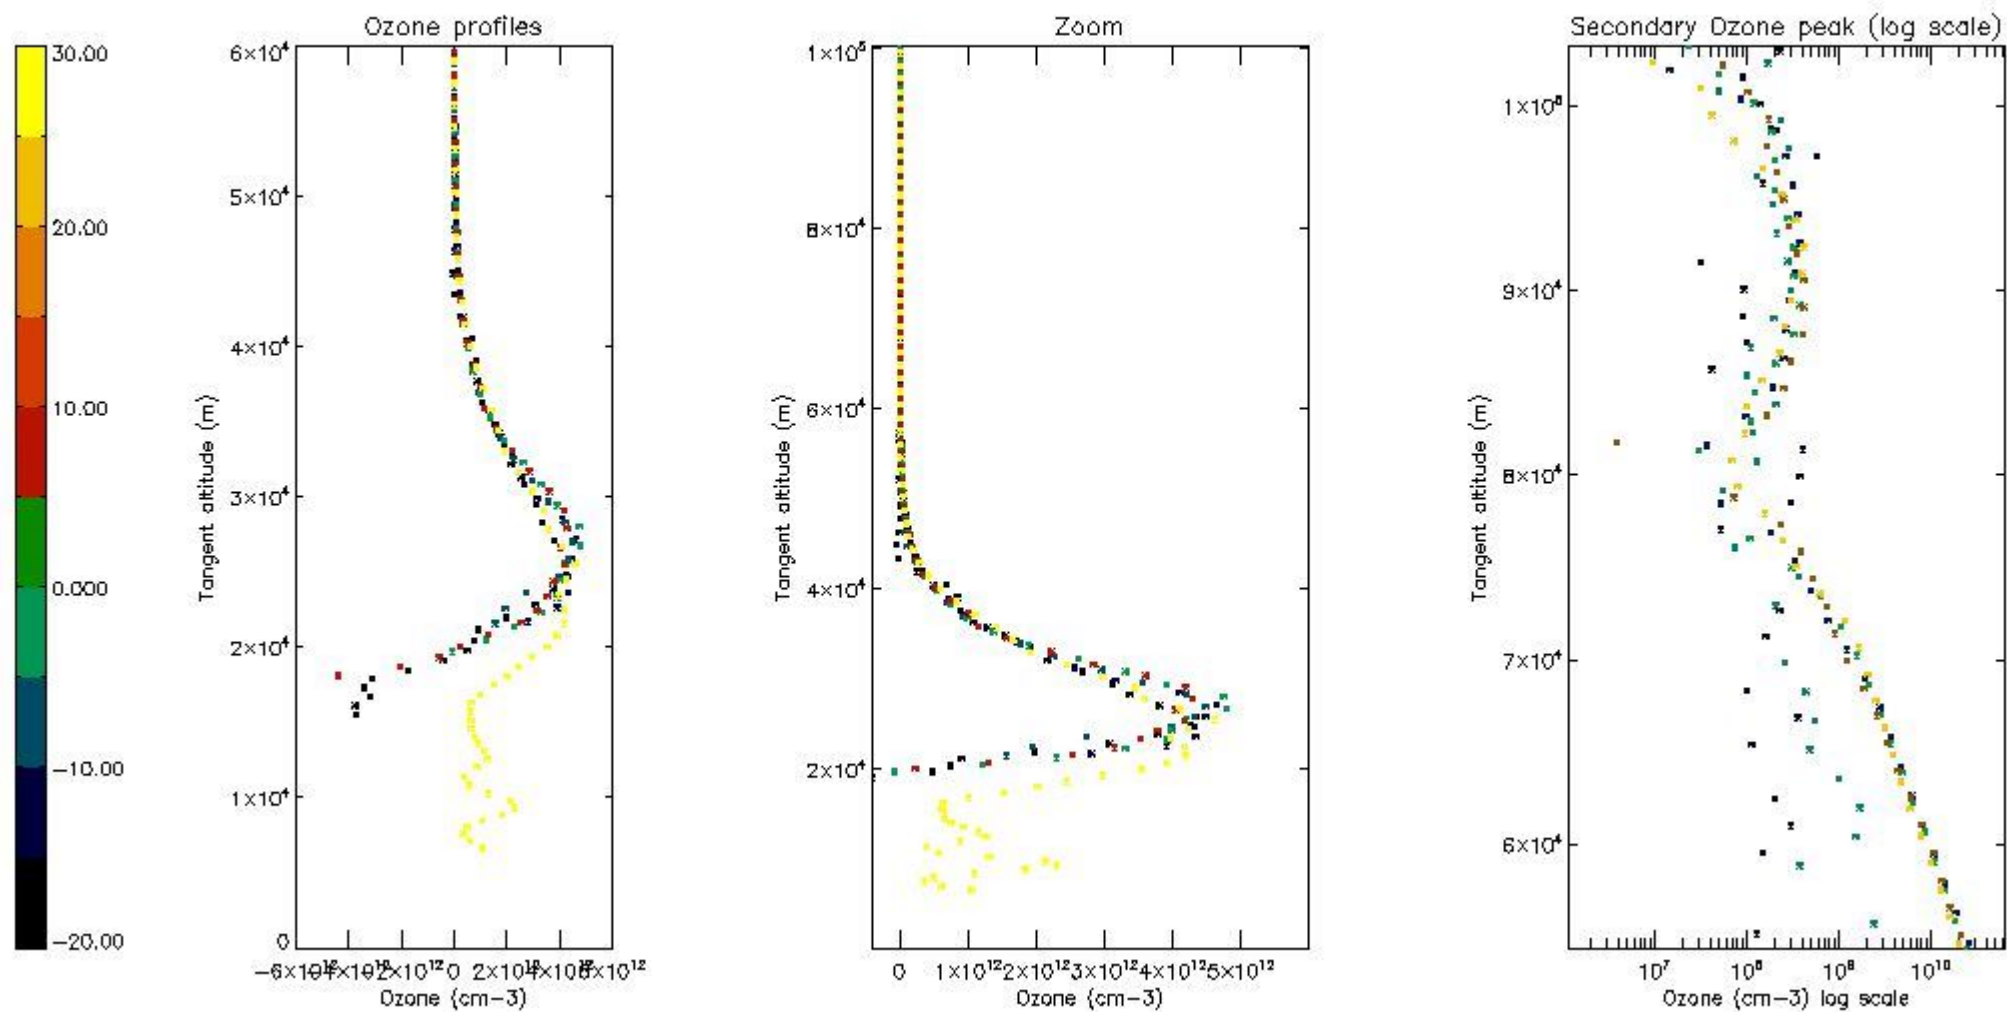 Ozone profiles
Zoom
Secondary Ozone peak (log scale)
30.00
20.00
10.00
0.000
-10.00
-20.00
6×10⁴
5×10⁴
4×10⁴
3×10⁴
2×10⁴
1×10⁴
0
Tangent altitude (m)
0
Ozone (cm-3)
1×10⁵
8×10⁴
6×10⁴
4×10⁴
2×10⁴
Tangent altitude (m)
0 1×10¹² 2×10¹² 3×10¹² 4×10¹² 5×10¹²
Ozone (cm-3)
9×10⁴
8×10⁴
7×10⁴
6×10⁴
Tangent altitude (m)
10⁷ 10⁸ 10⁹ 10¹⁰
Ozone (cm-3) log scale